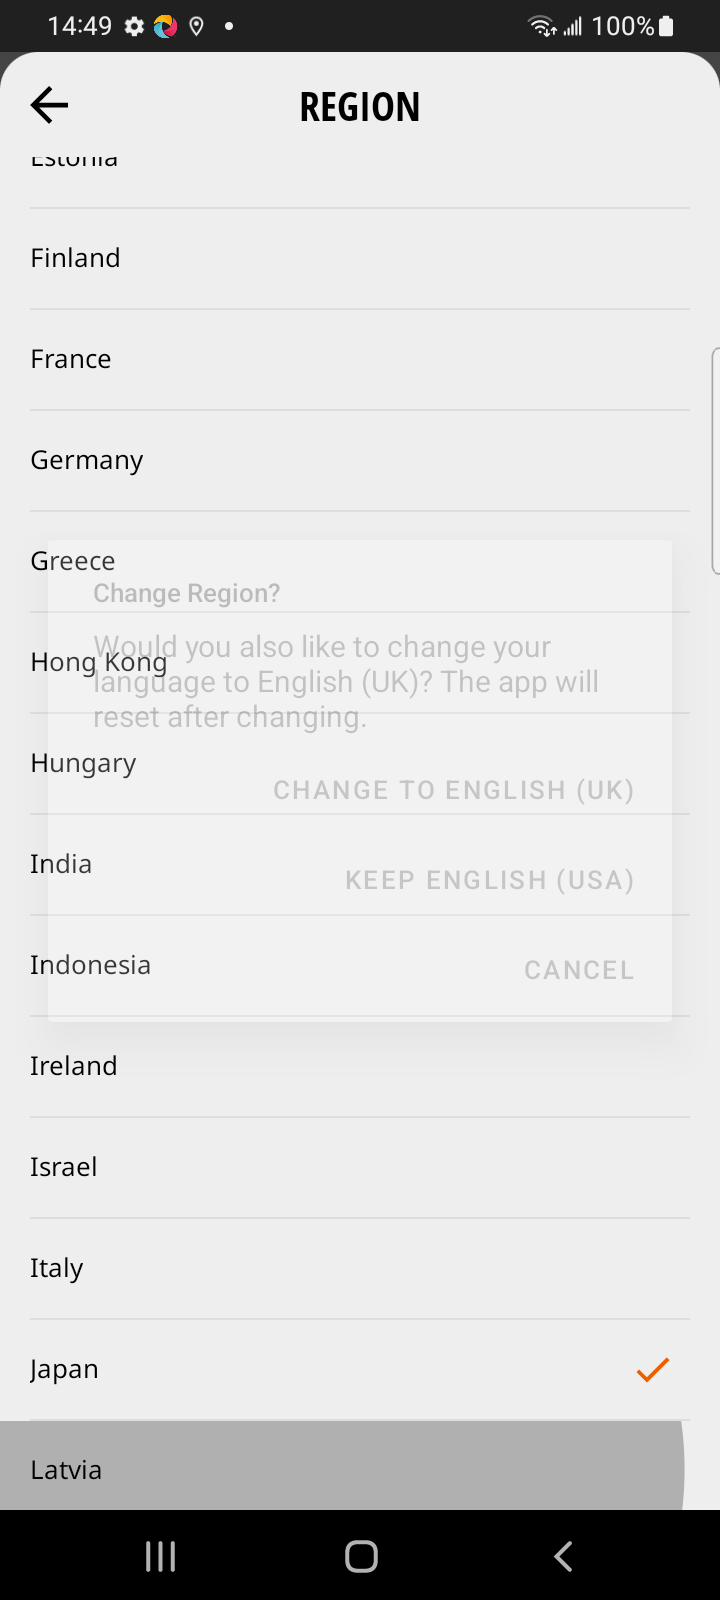 14:49
100%
REGION
Estonia
Finland
France
Germany
Greece
Change Region?
Would you also like to change your
Hong Kong
language to English (UK)? The app will
reset after changing.
Hungary
CHANGE TO ENGLISH (UK)
India
KEEP ENGLISH (USA)
Indonesia
CANCEL
Ireland
Israel
Italy
Japan
Latvia